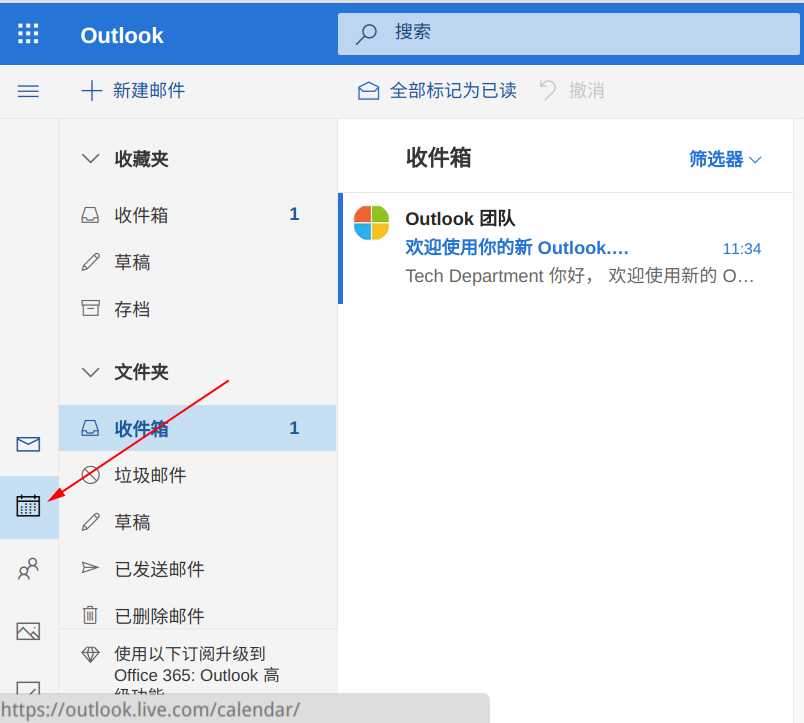 Outlook
搜索
新建邮件
全部标记为已读
撤消
收藏夹
收件箱 1
草稿
存档
文件夹
收件箱 1
垃圾邮件
草稿
已发送邮件
已删除邮件
使用以下订阅升级到
Office 365: Outlook 高
级功能
收件箱
筛选器
Outlook 团队
欢迎使用你的新 Outlook....
11:34
Tech Department 你好， 欢迎使用新的 O...
https://outlook.live.com/calendar/